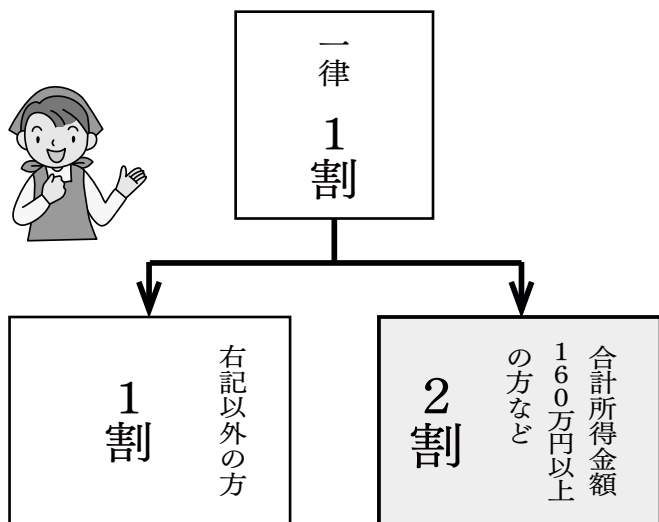 一律
1割
合計所得金額
160万円以上
の方など
2割
右記以外の方
1割